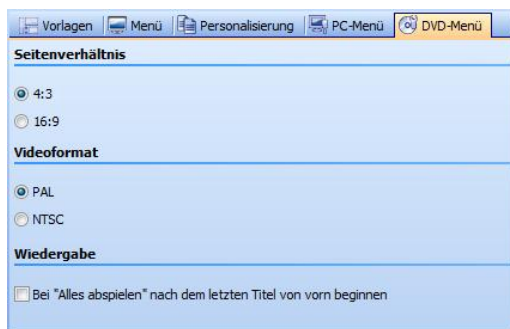 Vorlagen Menü Personalisierung PC-Menü DVD-Menü
Seitenverhältnis
4:3
16:9
Videoformat
PAL
NTSC
Wiedergabe
Bei "Alles abspielen" nach dem letzten Titel von vorn beginnen